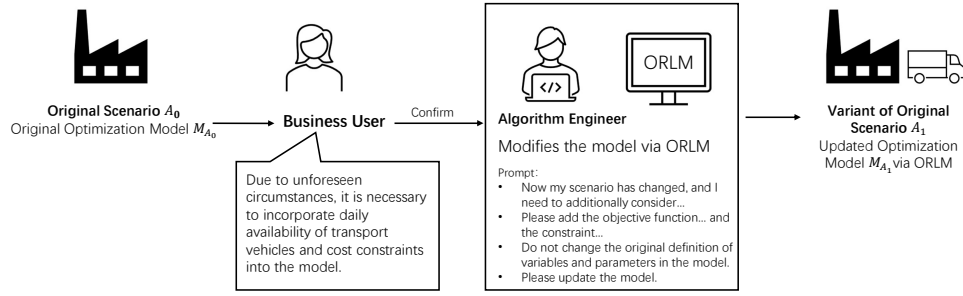 Original Scenario A₀
Original Optimization Model M_{A₀}
Business User
Due to unforeseen
circumstances, it is necessary
to incorporate daily
availability of transport
vehicles and cost constraints
into the model.
Confirm
ORLM
</>
Algorithm Engineer
Modifies the model via ORLM
Prompt:
• Now my scenario has changed, and I
need to additionally consider...
• Please add the objective function... and
the constraint...
• Do not change the original definition of
variables and parameters in the model.
• Please update the model.
Variant of Original
Scenario A₁
Updated Optimization
Model M_{A₁} via ORLM